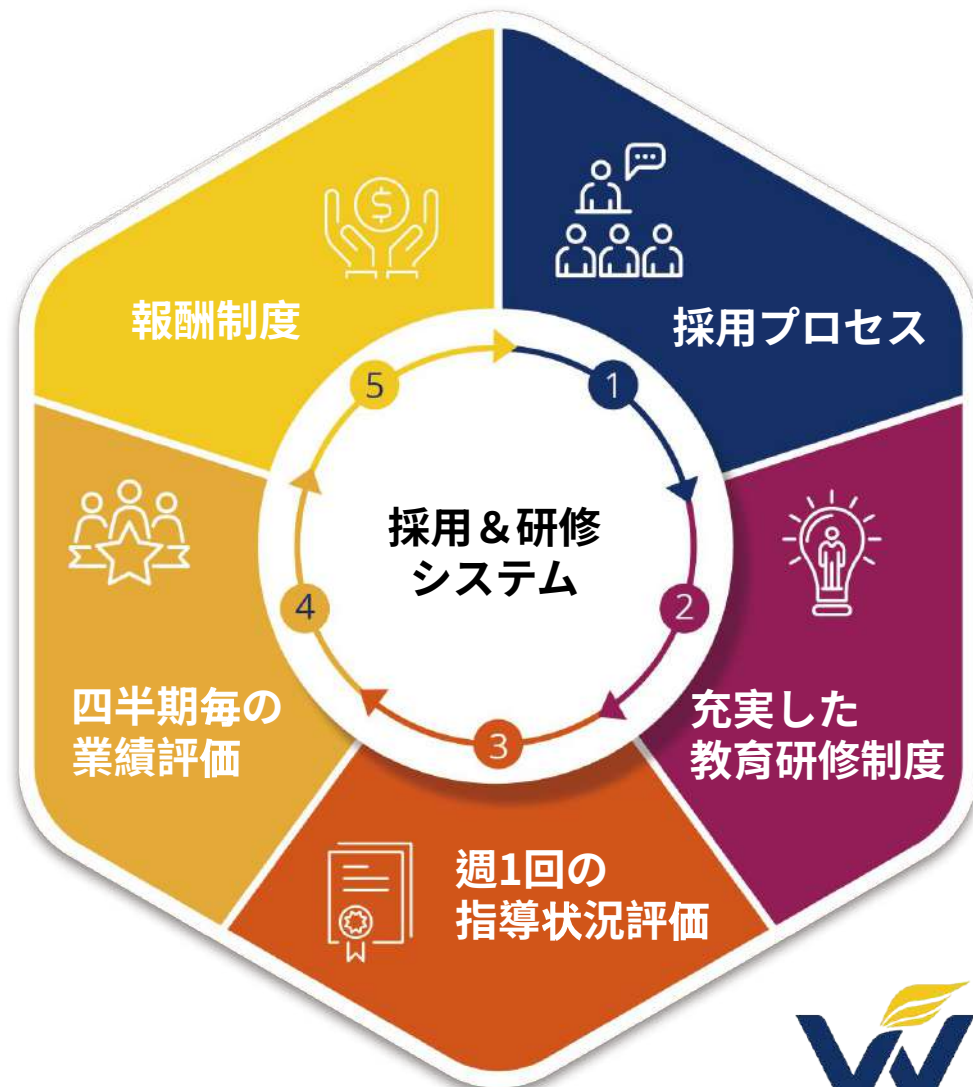 報酬制度
採用プロセス
5
1
採用&研修
システム
4
2
四半期毎の
業績評価
充実した
教育研修制度
3
週1回の
指導状況評価
$
W